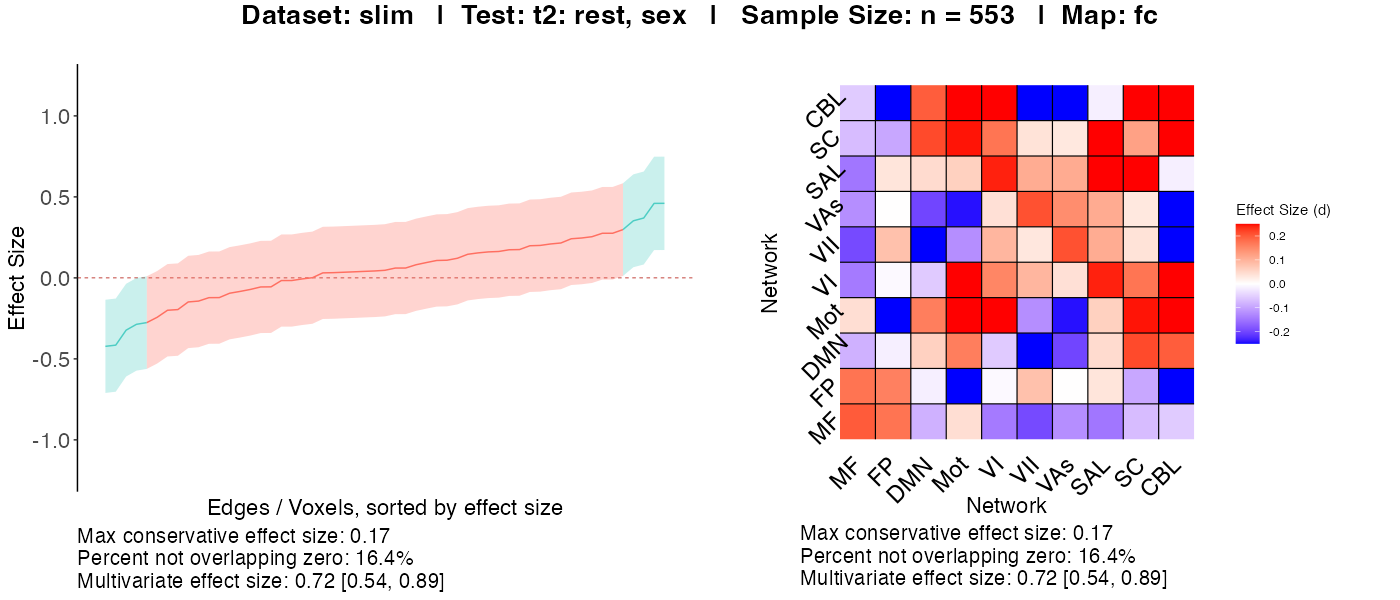 Dataset: slim | Test: t2: rest, sex | Sample Size: n = 553 | Map: fc
Effect Size
1.0
0.5
0.0
-0.5
-1.0
Edges / Voxels, sorted by effect size
Max conservative effect size: 0.17
Percent not overlapping zero: 16.4%
Multivariate effect size: 0.72 [0.54, 0.89]
Network
CBL
SC
SAL
VAs
VII
VI
Mot
DMN
FP
MF
MF FP DMN Mot VI VII VAs SAL SC CBL
Network
Max conservative effect size: 0.17
Percent not overlapping zero: 16.4%
Multivariate effect size: 0.72 [0.54, 0.89]
Effect Size (d)
0.2
0.1
0.0
-0.1
-0.2